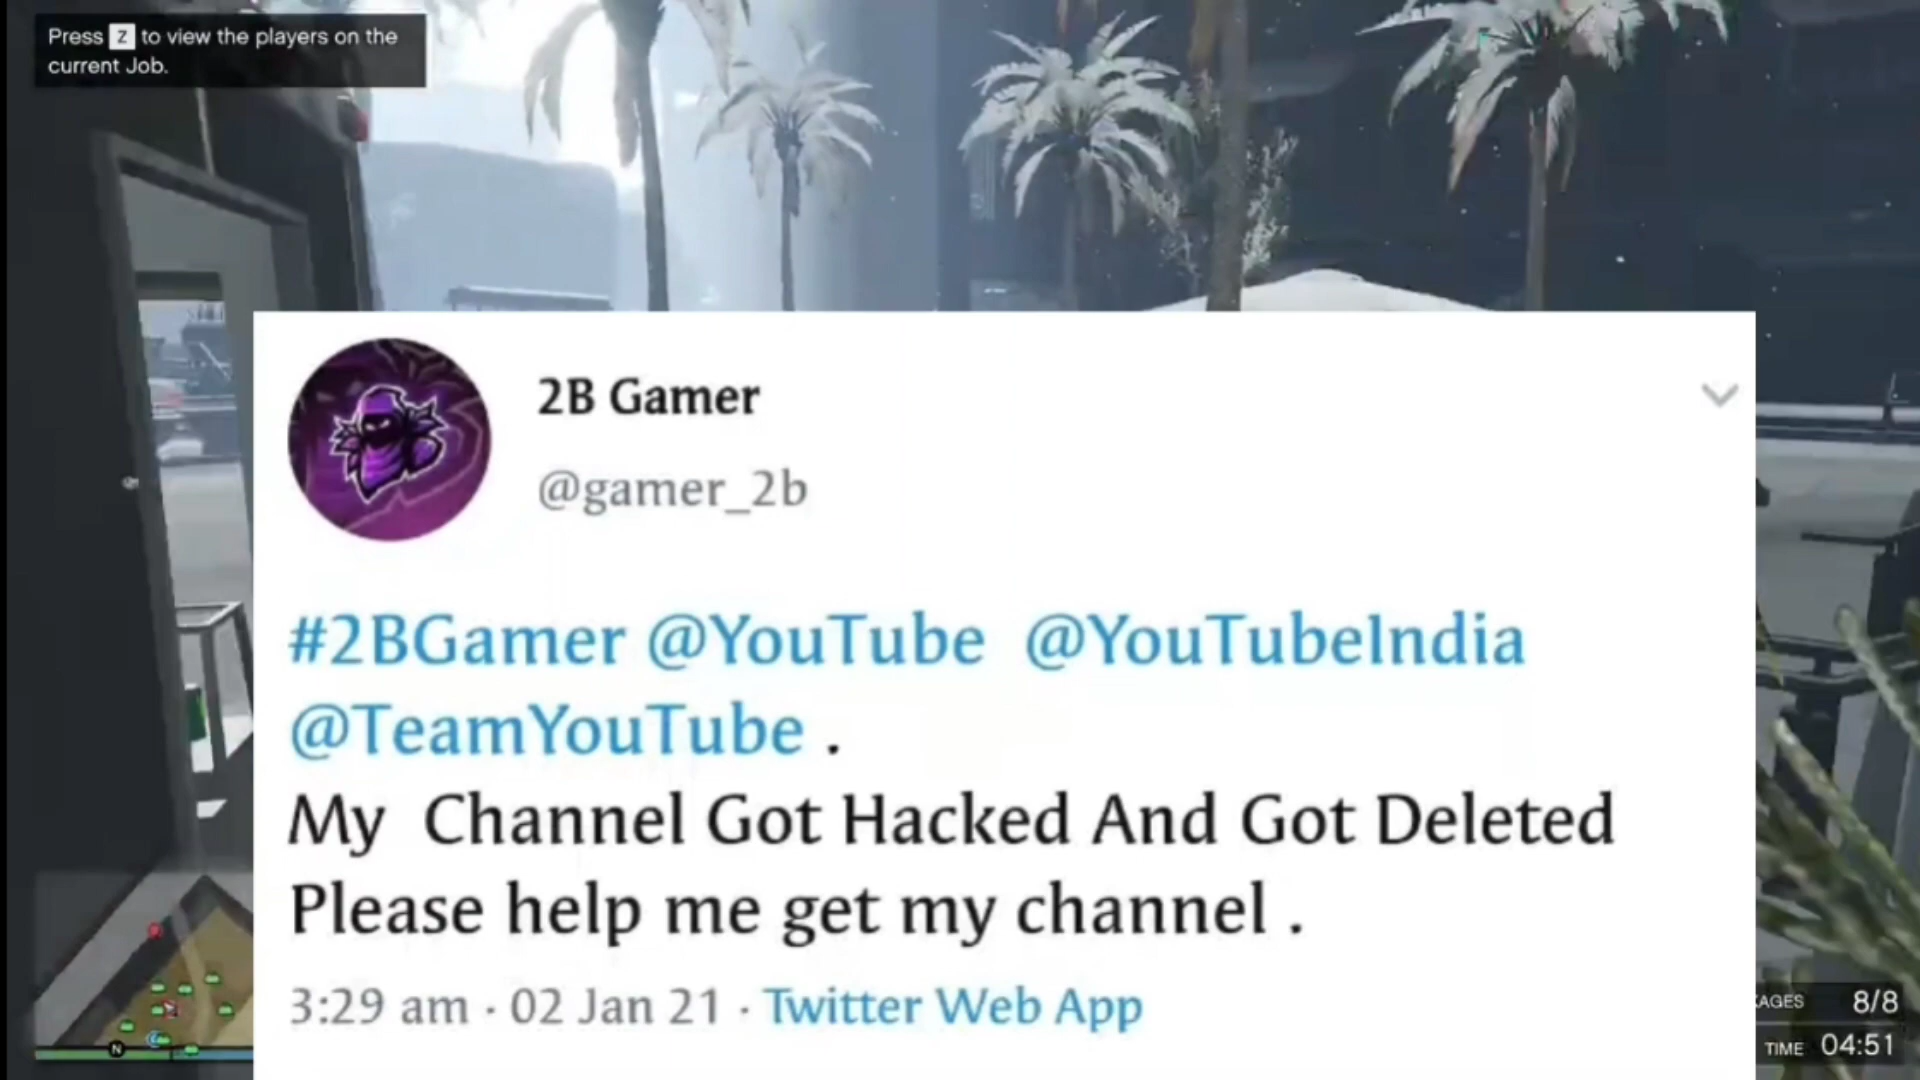 Press Z to view the players on the
current Job.
2B Gamer
@gamer_2b
#2BGamer @YouTube @YouTubeIndia
@TeamYouTube .
My Channel Got Hacked And Got Deleted
Please help me get my channel .
3:29 am · 02 Jan 21 · Twitter Web App
N
KAGES 8/8
TIME 04:51